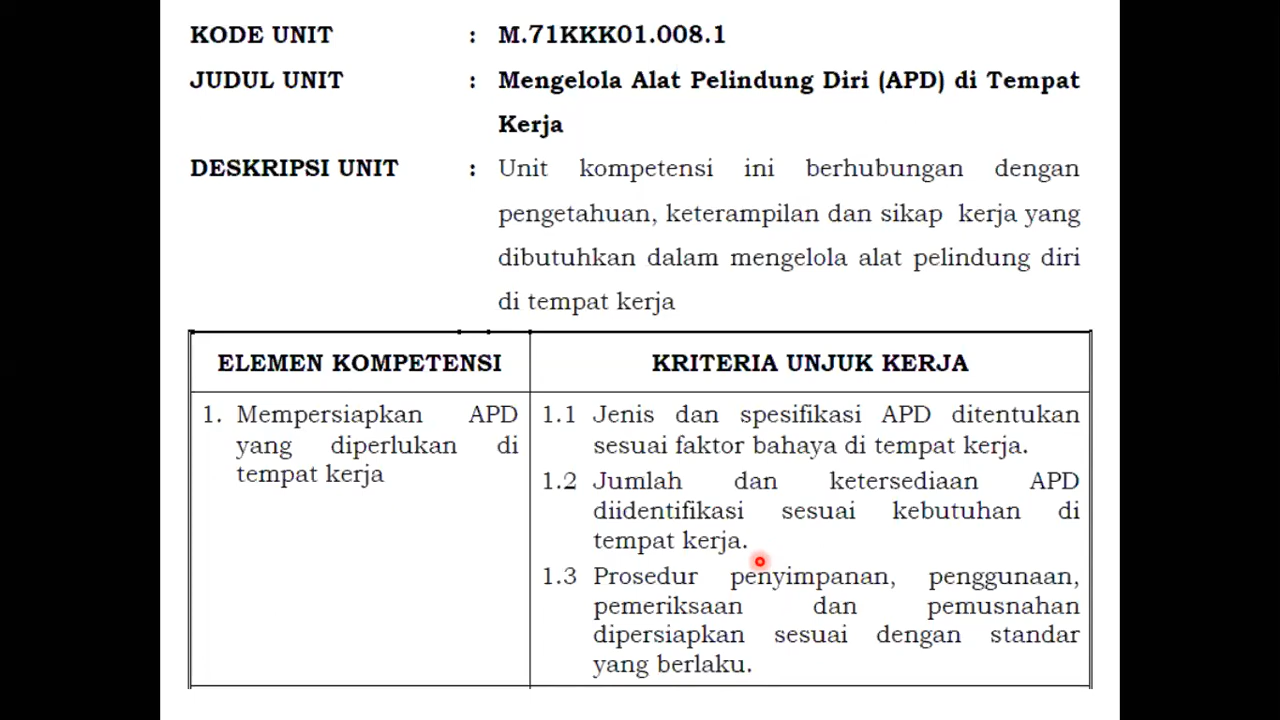 KODE UNIT : M.71KKK01.008.1
JUDUL UNIT : Mengelola Alat Pelindung Diri (APD) di Tempat
Kerja
DESKRIPSI UNIT : Unit kompetensi ini berhubungan dengan
pengetahuan, keterampilan dan sikap kerja yang
dibutuhkan dalam mengelola alat pelindung diri
di tempat kerja
ELEMEN KOMPETENSI
KRITERIA UNJUK KERJA
1. Mempersiapkan APD
yang diperlukan di
tempat kerja
1.1 Jenis dan spesifikasi APD ditentukan
sesuai faktor bahaya di tempat kerja.
1.2 Jumlah dan ketersediaan APD
diidentifikasi sesuai kebutuhan di
tempat kerja.
1.3 Prosedur penyimpanan, penggunaan,
pemeriksaan dan pemusnahan
dipersiapkan sesuai dengan standar
yang berlaku.